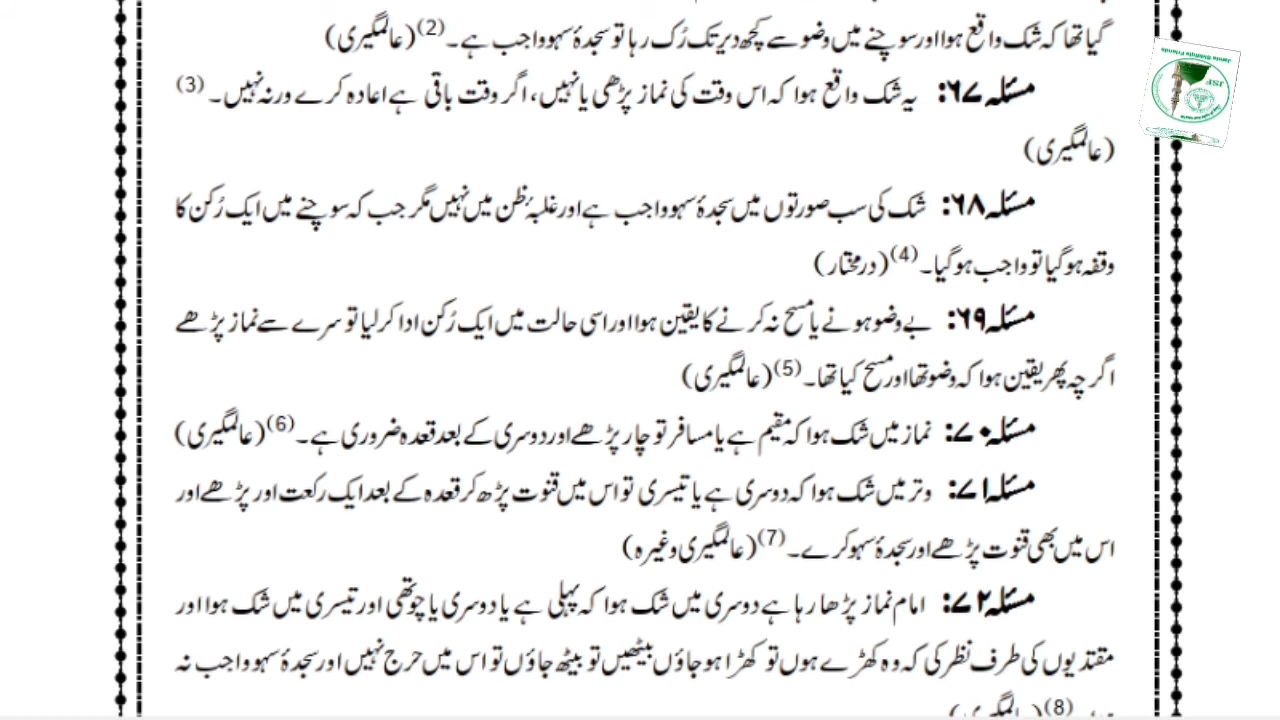 گیا تھا کہ شک واقع ہوا اور سوچنے میں وضو سے کچھ دیر تک رُک رہا تو سجدۂ سہو واجب ہے۔(2) (عالمگیری)
مسئلہ ۶۷: یہ شک واقع ہوا کہ اس وقت کی نماز پڑھی یا نہیں، اگر وقت باقی ہے اعادہ کرے ورنہ نہیں۔(3)
(عالمگیری)
مسئلہ ۶۸: شک کی سب صورتوں میں سجدۂ سہو واجب ہے اور غلبۂ ظن میں نہیں مگر جب کہ سوچنے میں ایک رُکن کا
وقفہ ہوگیا تو واجب ہوگیا۔(4) (درمختار)
مسئلہ ۶۹: بے وضو ہونے یا مسح نہ کرنے کا یقین ہوا اور اسی حالت میں ایک رُکن ادا کر لیا تو سرے سے نماز پڑھے
اگرچہ پھر یقین ہوا کہ وضو تھا اور مسح کیا تھا۔(5) (عالمگیری)
مسئلہ ۷۰: نماز میں شک ہوا کہ مقیم ہے یا مسافر تو چار پڑھے اور دوسری کے بعد قعدہ ضروری ہے۔(6) (عالمگیری)
مسئلہ ۷۱: وتر میں شک ہوا کہ دوسری ہے یا تیسری تو اس میں قنوت پڑھ کر قعدہ کے بعد ایک رکعت اور پڑھے اور
اس میں بھی قنوت پڑھے اور سجدۂ سہو کرے۔(7) (عالمگیری وغیرہ)
مسئلہ ۷۲: امام نماز پڑھا رہا ہے دوسری میں شک ہوا کہ پہلی ہے یا دوسری یا چوتھی اور تیسری میں شک ہوا اور
مقتدیوں کی طرف نظر کی کہ وہ کھڑے ہوں تو کھڑا ہو جاؤں بیٹھیں تو بیٹھ جاؤں تو اس میں حرج نہیں اور سجدۂ سہو واجب نہ
(8)
JSF